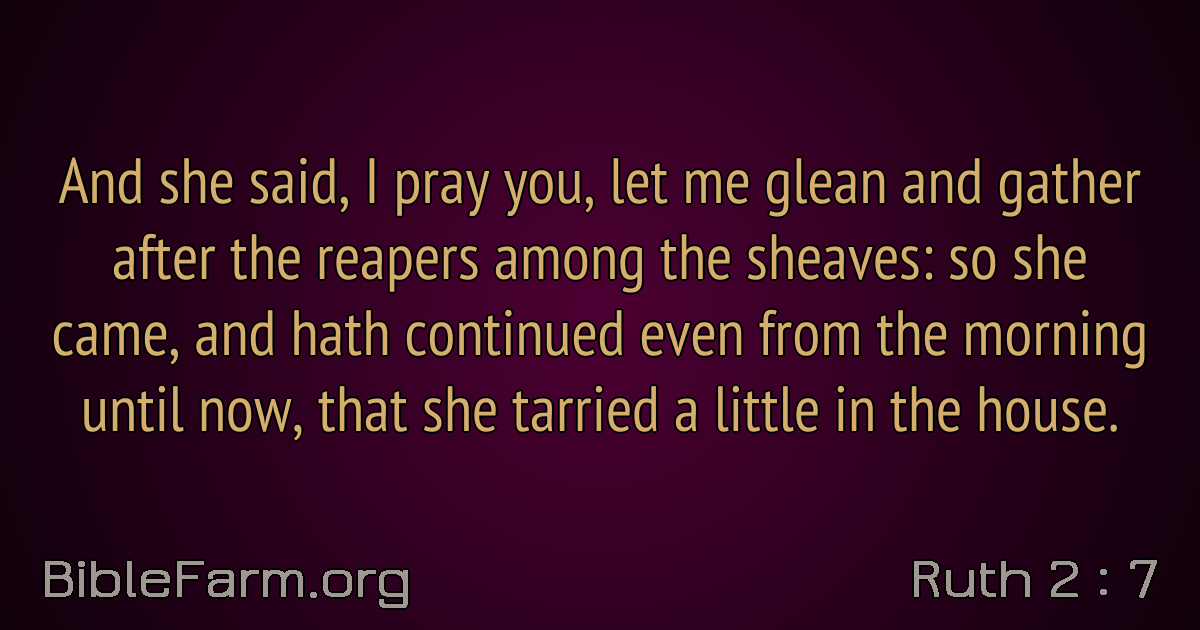 And she said, I pray you, let me glean and gather
after the reapers among the sheaves: so she
came, and hath continued even from the morning
until now, that she tarried a little in the house.
BibleFarm.org
Ruth 2 : 7